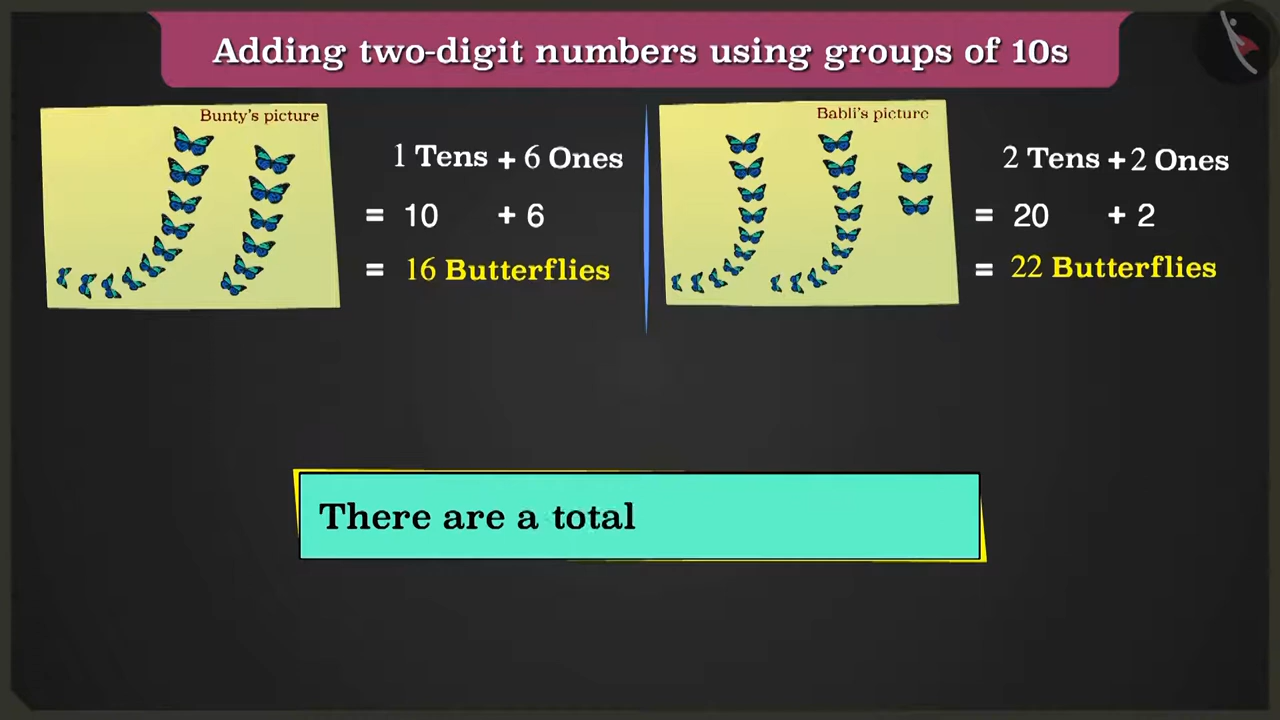 Adding two-digit numbers using groups of 10s
Bunty's picture
1 Tens + 6 Ones
= 10 + 6
= 16 Butterflies
Babli's picture
2 Tens + 2 Ones
= 20 + 2
= 22 Butterflies
There are a total